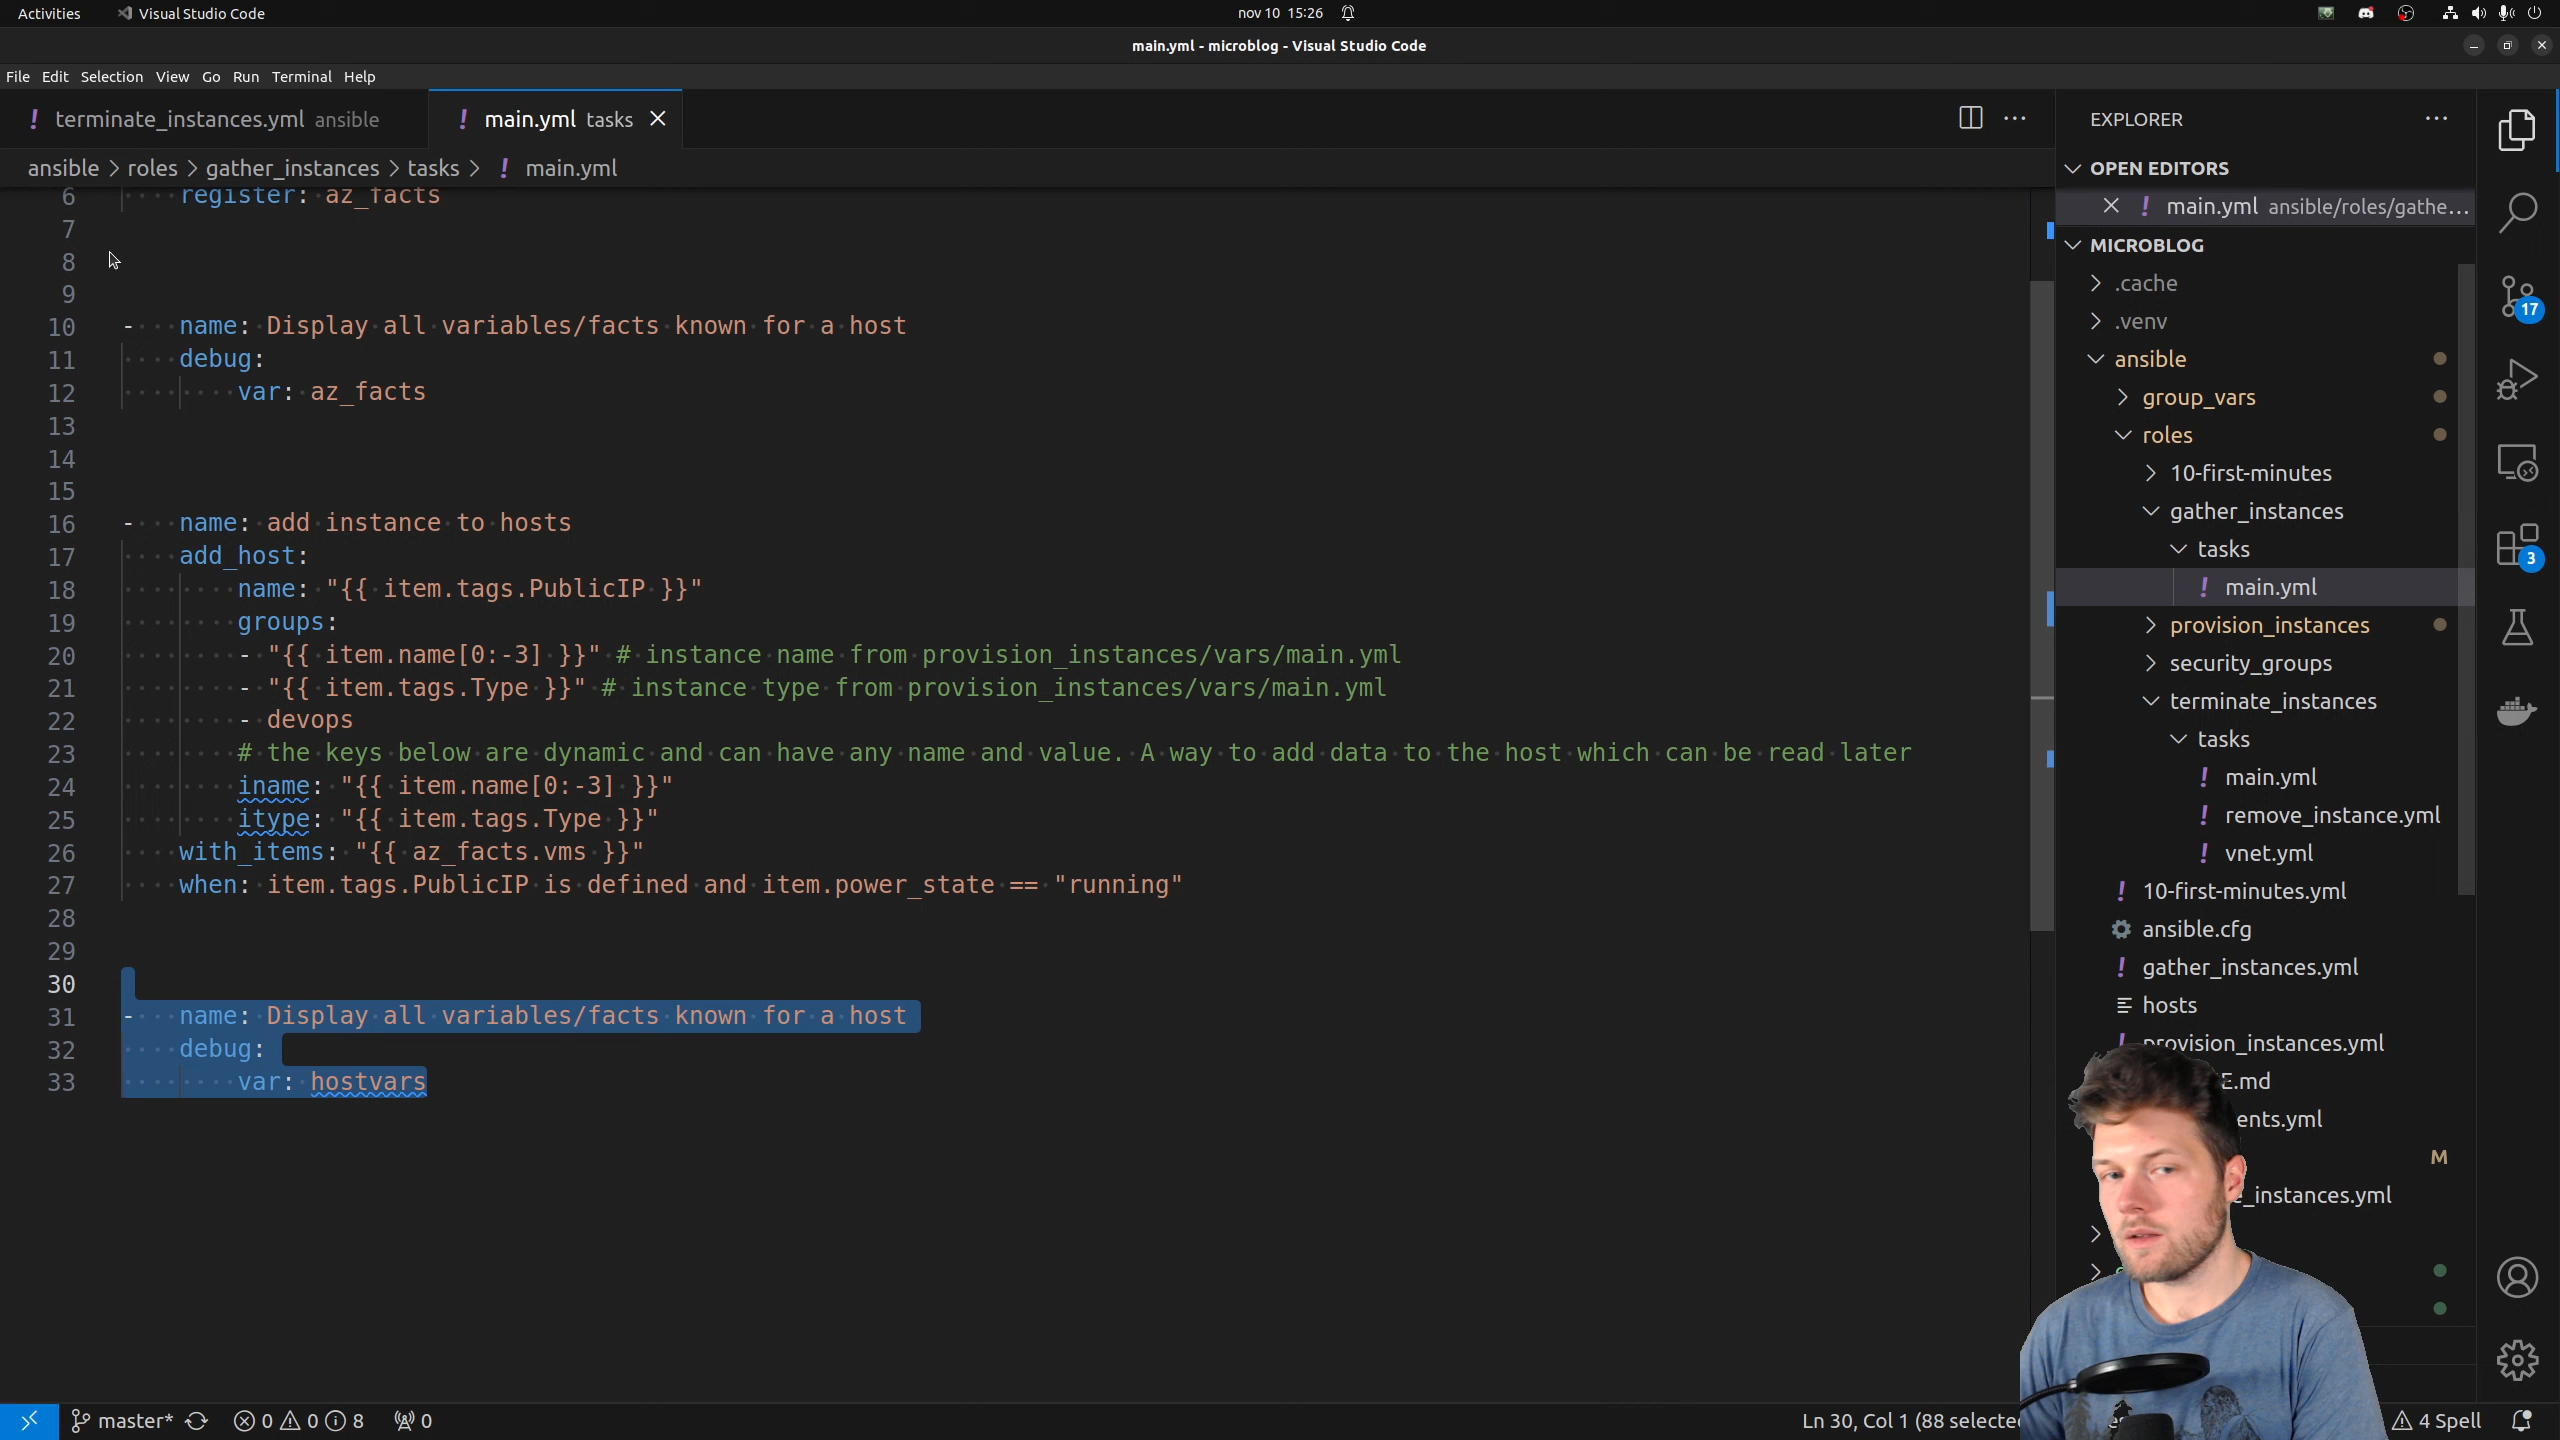 Activities
Visual Studio Code
nov 10 15:26
main.yml - microblog - Visual Studio Code
File Edit Selection View Go Run Terminal Help
terminate_instances.yml ansible
main.yml tasks
ansible > roles > gather_instances > tasks > main.yml
6 register: az_facts
7
8
9
10 - name: Display all variables/facts known for a host
11 debug:
12 var: az_facts
13
14
15
16 - name: add instance to hosts
17 add_host:
18 name: "{{ item.tags.PublicIP }}"
19 groups:
20 - "{{ item.name[0:-3] }}" # instance name from provision_instances/vars/main.yml
21 - "{{ item.tags.Type }}" # instance type from provision_instances/vars/main.yml
22 - devops
23 # the keys below are dynamic and can have any name and value. A way to add data to the host which can be read later
24 iname: "{{ item.name[0:-3] }}"
25 itype: "{{ item.tags.Type }}"
26 with_items: "{{ az_facts.vms }}"
27 when: item.tags.PublicIP is defined and item.power_state == "running"
28
29
30
31 - name: Display all variables/facts known for a host
32 debug:
33 var: hostvars
EXPLORER
OPEN EDITORS
main.yml ansible/roles/gathe...
MICROBLOG
.cache
.venv
ansible
group_vars
roles
10-first-minutes
gather_instances
tasks
main.yml
provision_instances
security_groups
terminate_instances
tasks
main.yml
remove_instance.yml
vnet.yml
10-first-minutes.yml
ansible.cfg
gather_instances.yml
hosts
provision_instances.yml
E.md
ents.yml
M
_instances.yml
17
3
master*
0 0 8
0
Ln 30, Col 1 (88 selecte
4 Spell